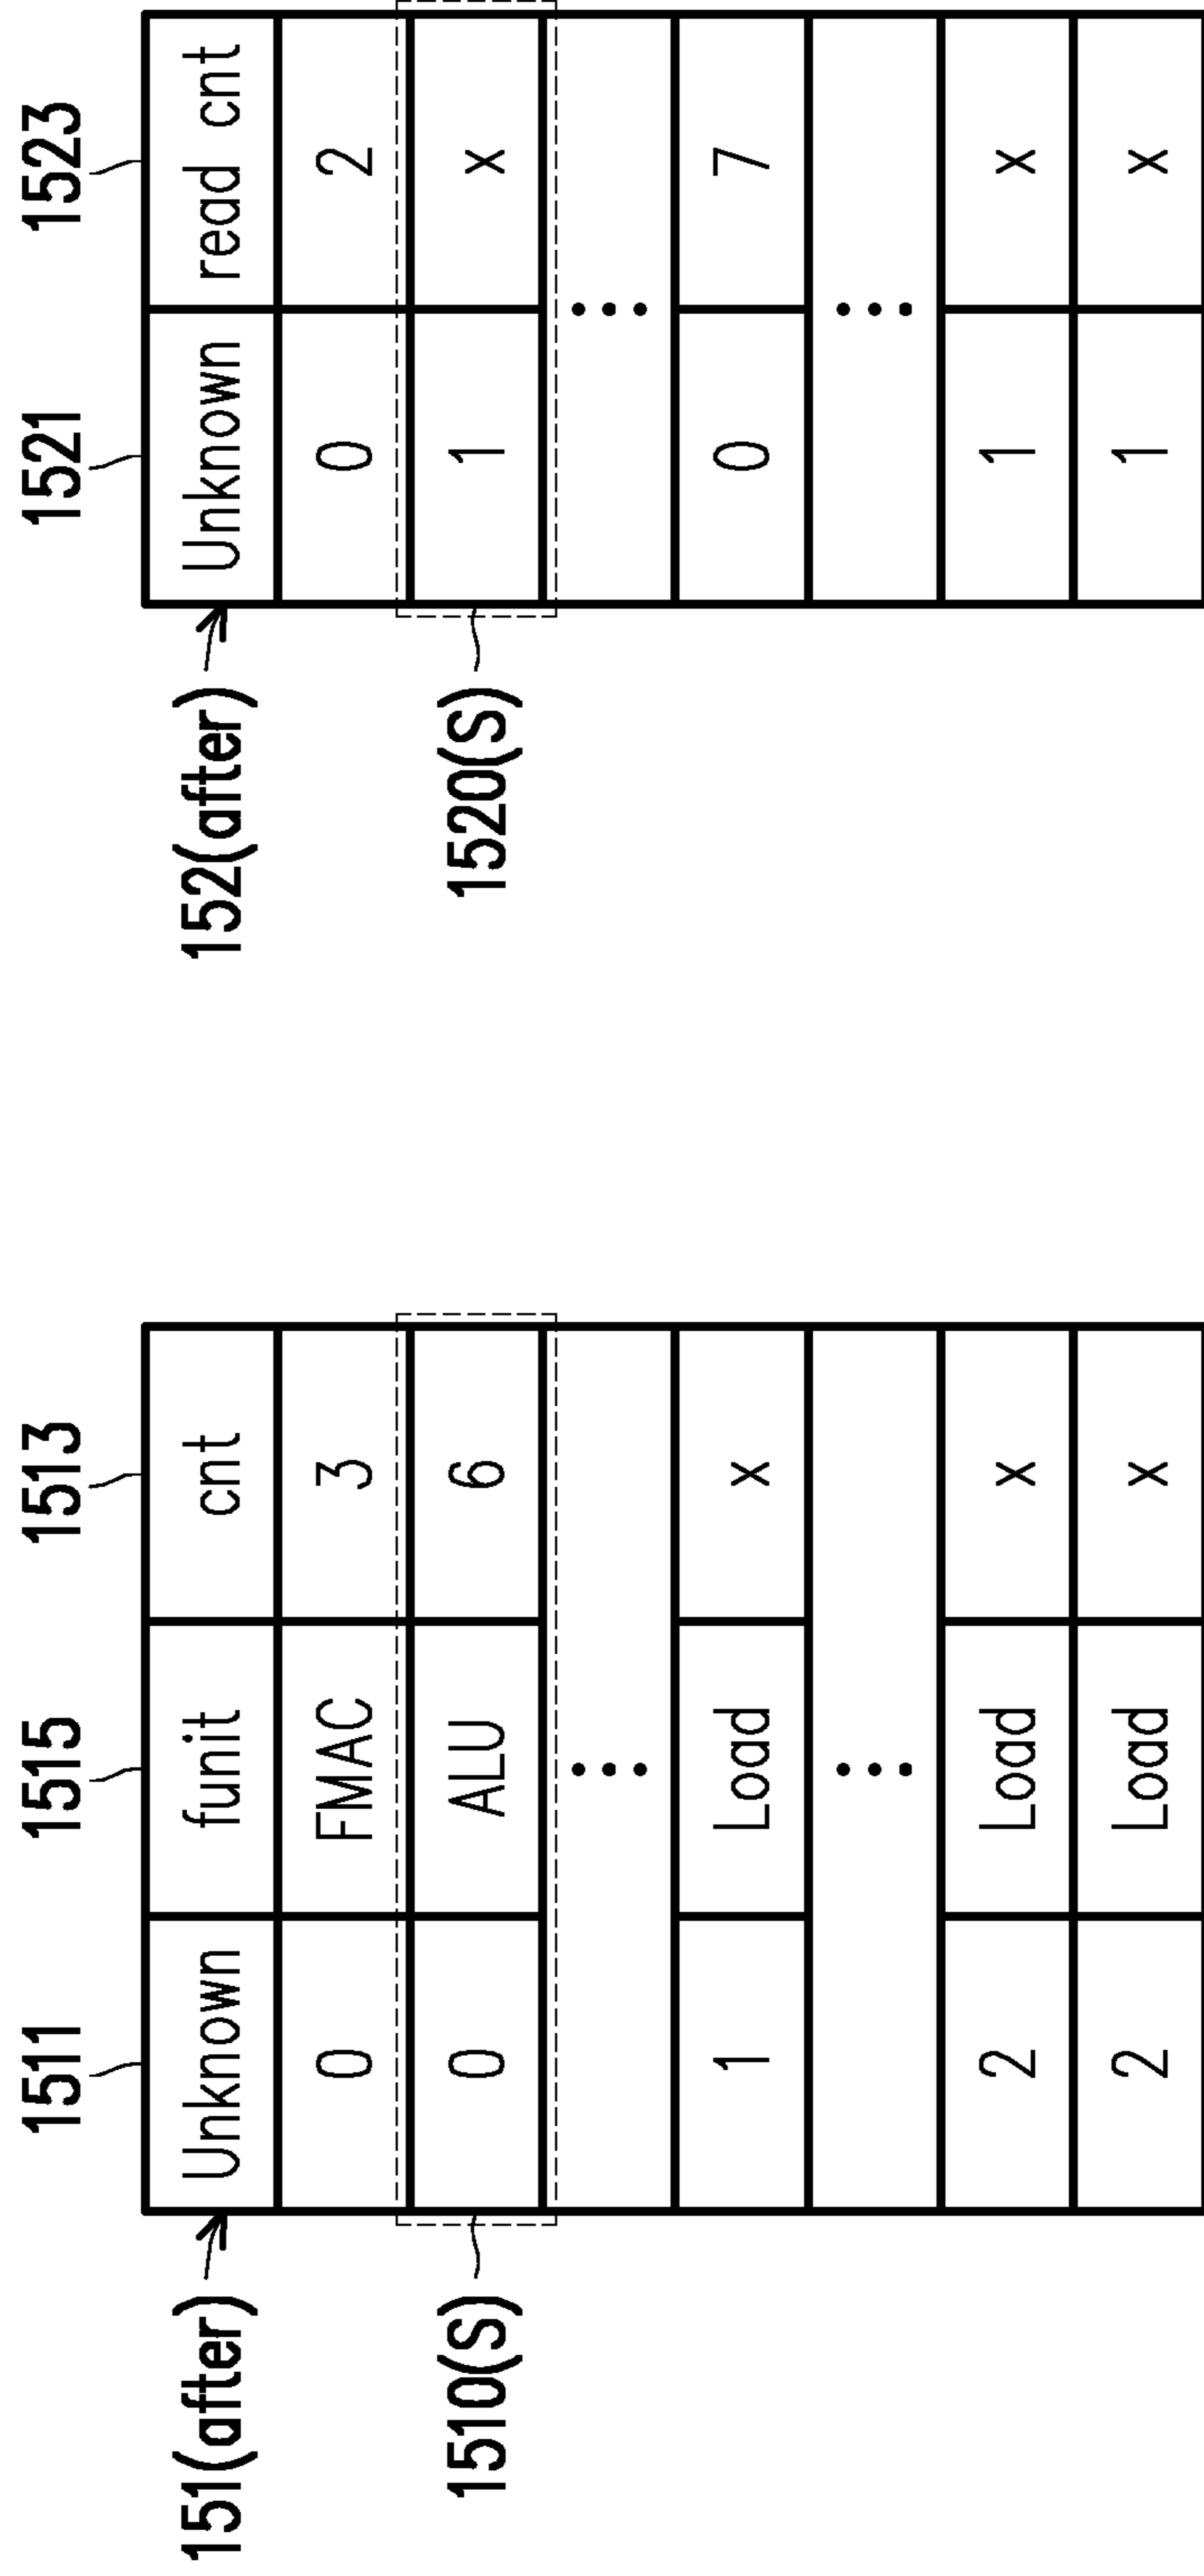 1511 1515 1513 1521 1523
151(after) Unknown funit cnt 152(after) Unknown read cnt
0 FMAC 3 0 2
1510(S) 0 ALU 6 1520(S) 1 x
1 Load x 0 7
2 Load x 1 x
2 Load x 1 x